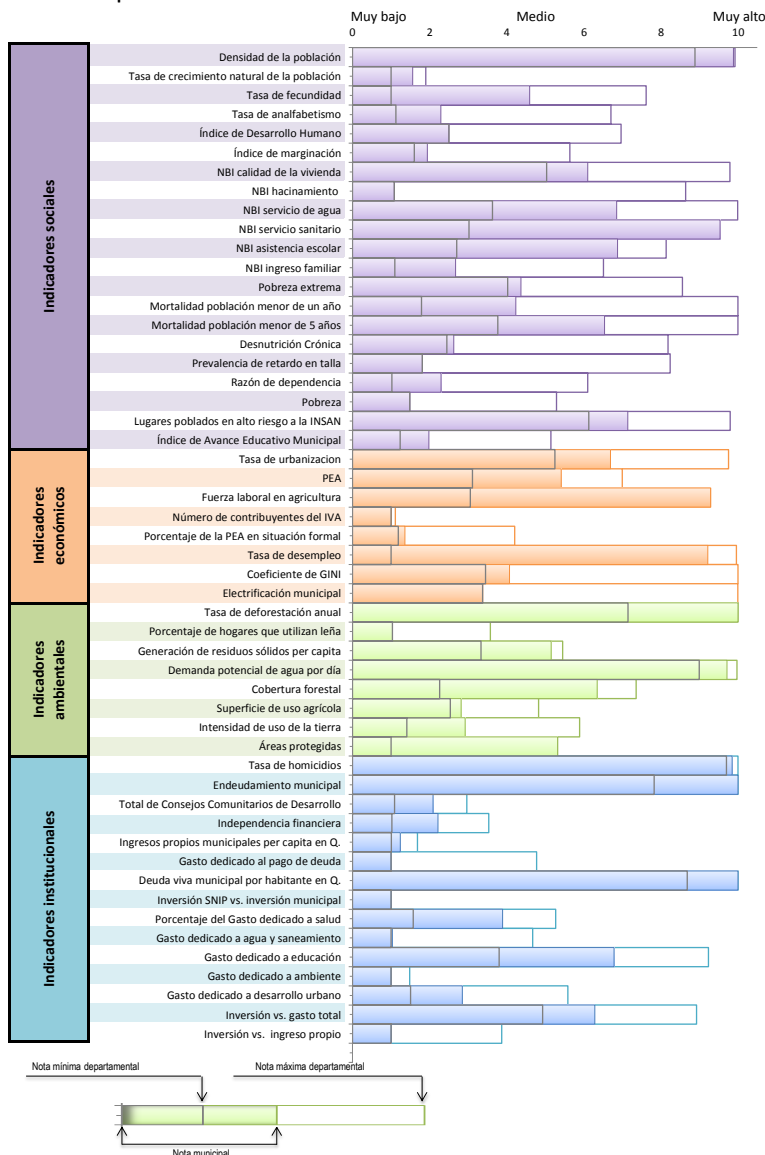 Muy bajo Medio Muy alto
0 2 4 6 8 10
Indicadores sociales
Densidad de la población
Tasa de crecimiento natural de la población
Tasa de fecundidad
Tasa de analfabetismo
Índice de Desarrollo Humano
Índice de marginación
NBI calidad de la vivienda
NBI hacinamiento
NBI servicio de agua
NBI servicio sanitario
NBI asistencia escolar
NBI ingreso familiar
Pobreza extrema
Mortalidad población menor de un año
Mortalidad población menor de 5 años
Desnutrición Crónica
Prevalencia de retardo en talla
Razón de dependencia
Pobreza
Lugares poblados en alto riesgo a la INSAN
Índice de Avance Educativo Municipal
Indicadores
económicos
Tasa de urbanizacion
PEA
Fuerza laboral en agricultura
Número de contribuyentes del IVA
Porcentaje de la PEA en situación formal
Tasa de desempleo
Coeficiente de GINI
Electrificación municipal
Indicadores
ambientales
Tasa de deforestación anual
Porcentaje de hogares que utilizan leña
Generación de residuos sólidos per capita
Demanda potencial de agua por día
Cobertura forestal
Superficie de uso agrícola
Intensidad de uso de la tierra
Áreas protegidas
Indicadores institucionales
Tasa de homicidios
Endeudamiento municipal
Total de Consejos Comunitarios de Desarrollo
Independencia financiera
Ingresos propios municipales per capita en Q.
Gasto dedicado al pago de deuda
Deuda viva municipal por habitante en Q.
Inversión SNIP vs. inversión municipal
Porcentaje del Gasto dedicado a salud
Gasto dedicado a agua y saneamiento
Gasto dedicado a educación
Gasto dedicado a ambiente
Gasto dedicado a desarrollo urbano
Inversión vs. gasto total
Inversión vs. ingreso propio
Nota mínima departamental Nota máxima departamental
Nota municipal